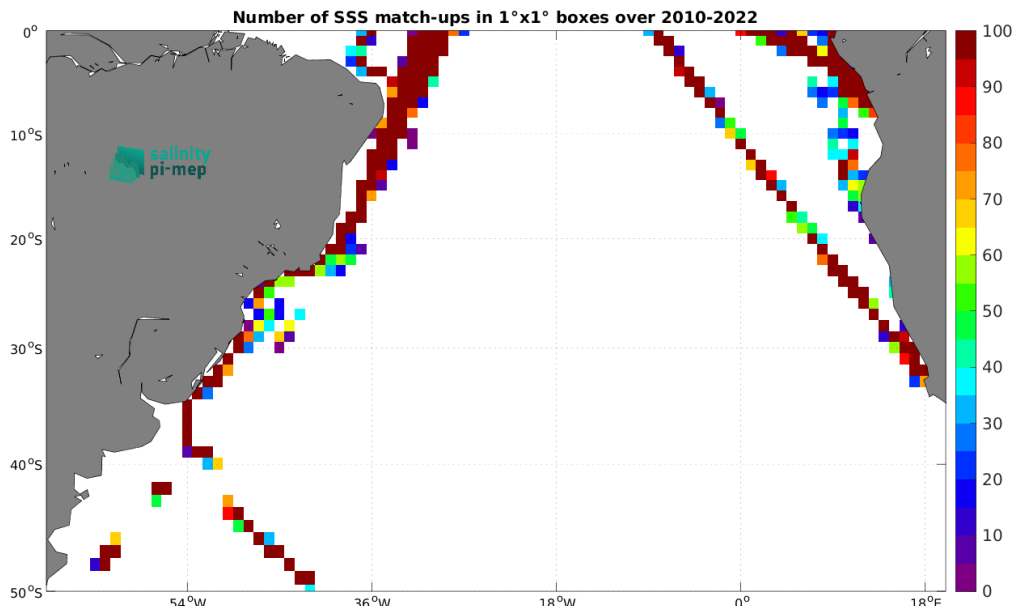 Number of SSS match-ups in 1°x1° boxes over 2010-2022
0°
10°S
20°S
30°S
40°S
50°S
54°W
36°W
18°W
0°
18°E
salinity
pi-mep
100
90
80
70
60
50
40
30
20
10
0